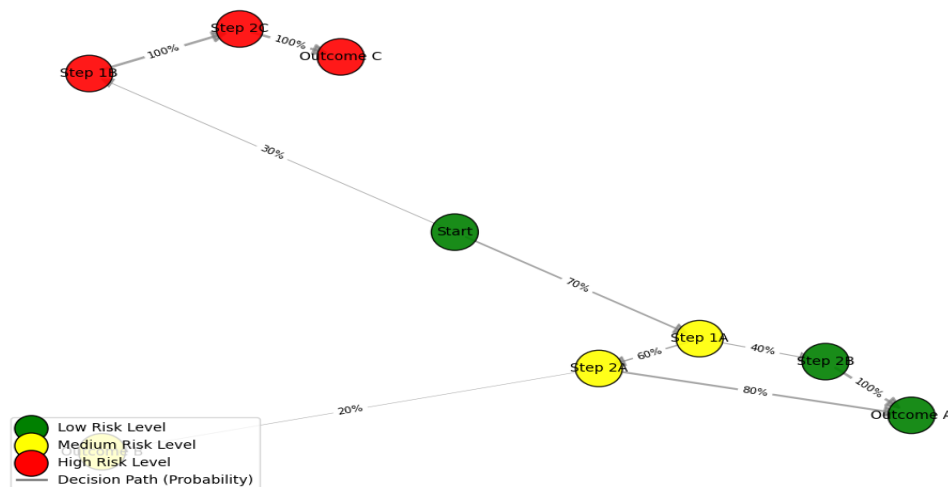 Step 2C
100%
100%
Outcome C
Step 1B
30%
Start
70%
Step 1A
60%
40%
Step 2B
Step 2A
80%
100%
20%
Outcome A
Outcome B
Low Risk Level
Medium Risk Level
High Risk Level
Decision Path (Probability)